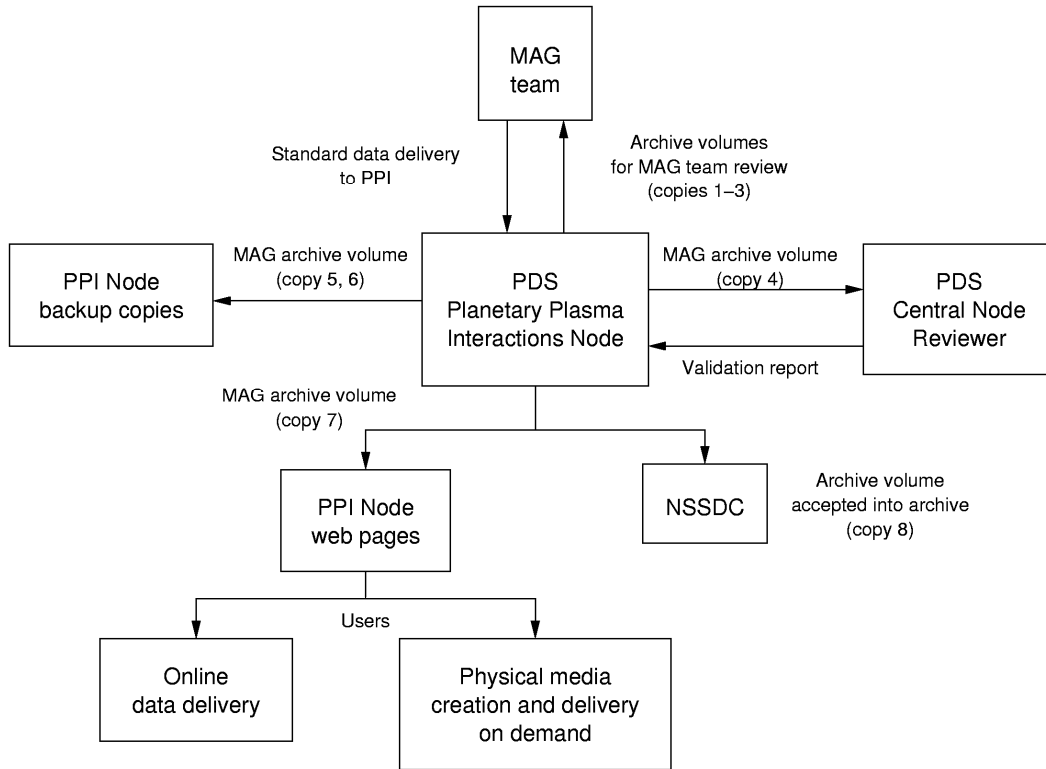 MAG
team
Standard data delivery
to PPI
Archive volumes
for MAG team review
(copies 1–3)
PPI Node
backup copies
MAG archive volume
(copy 5, 6)
PDS
Planetary Plasma
Interactions Node
MAG archive volume
(copy 4)
PDS
Central Node
Reviewer
Validation report
MAG archive volume
(copy 7)
PPI Node
web pages
NSSDC
Archive volume
accepted into archive
(copy 8)
Users
Online
data delivery
Physical media
creation and delivery
on demand